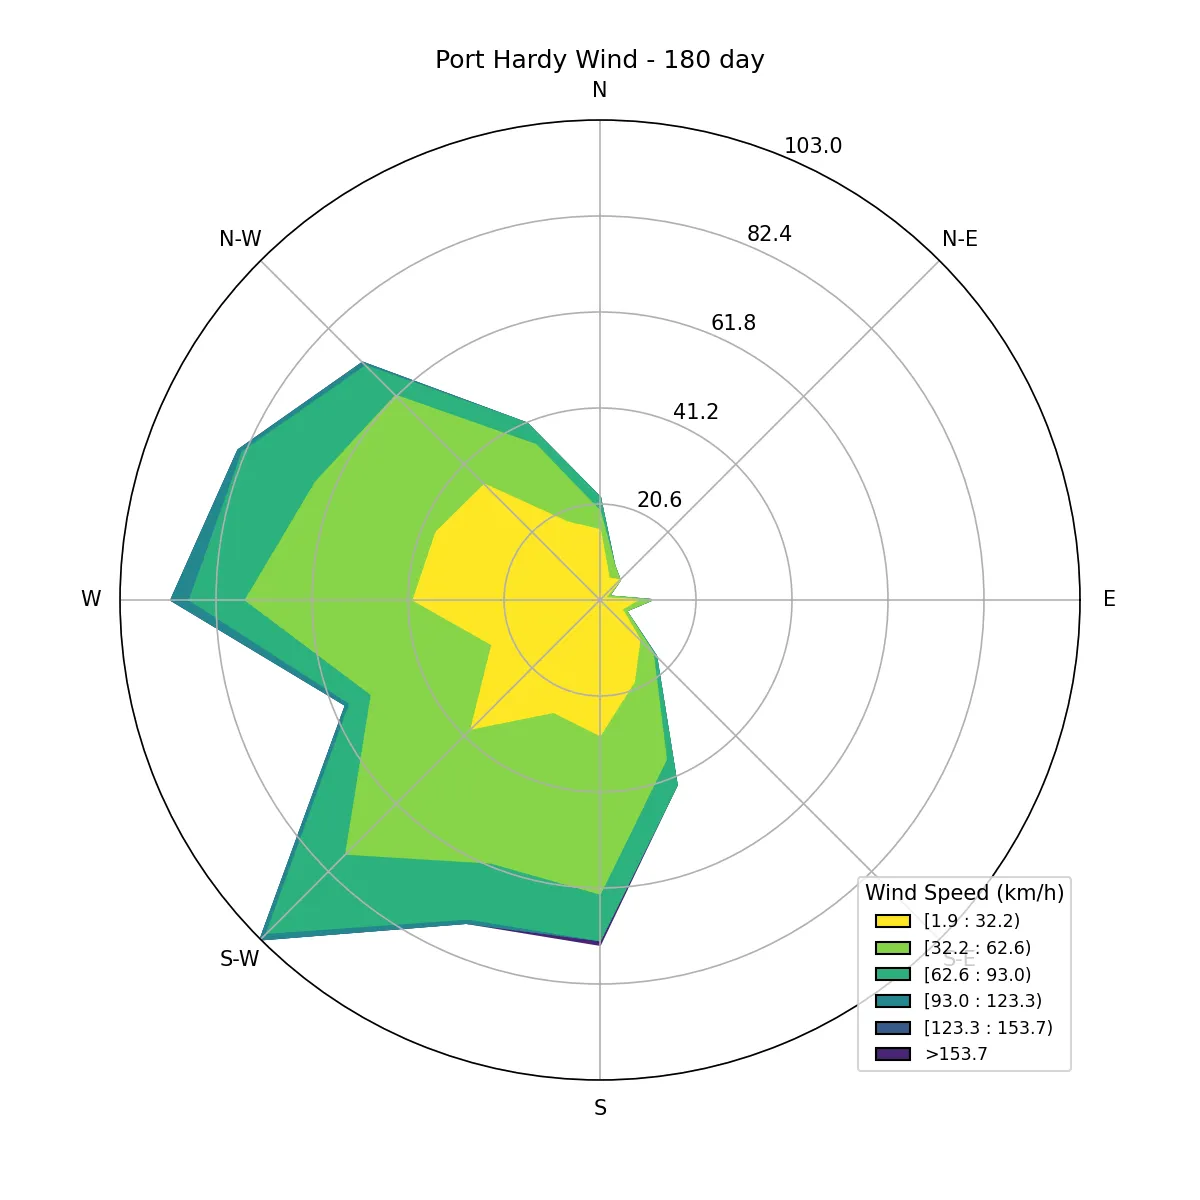 Port Hardy Wind - 180 day
N
103.0
82.4
N-W
N-E
61.8
41.2
20.6
W
E
S-W
S-E
Wind Speed (km/h)
[1.9 : 32.2)
[32.2 : 62.6)
[62.6 : 93.0)
[93.0 : 123.3)
[123.3 : 153.7)
>153.7
S